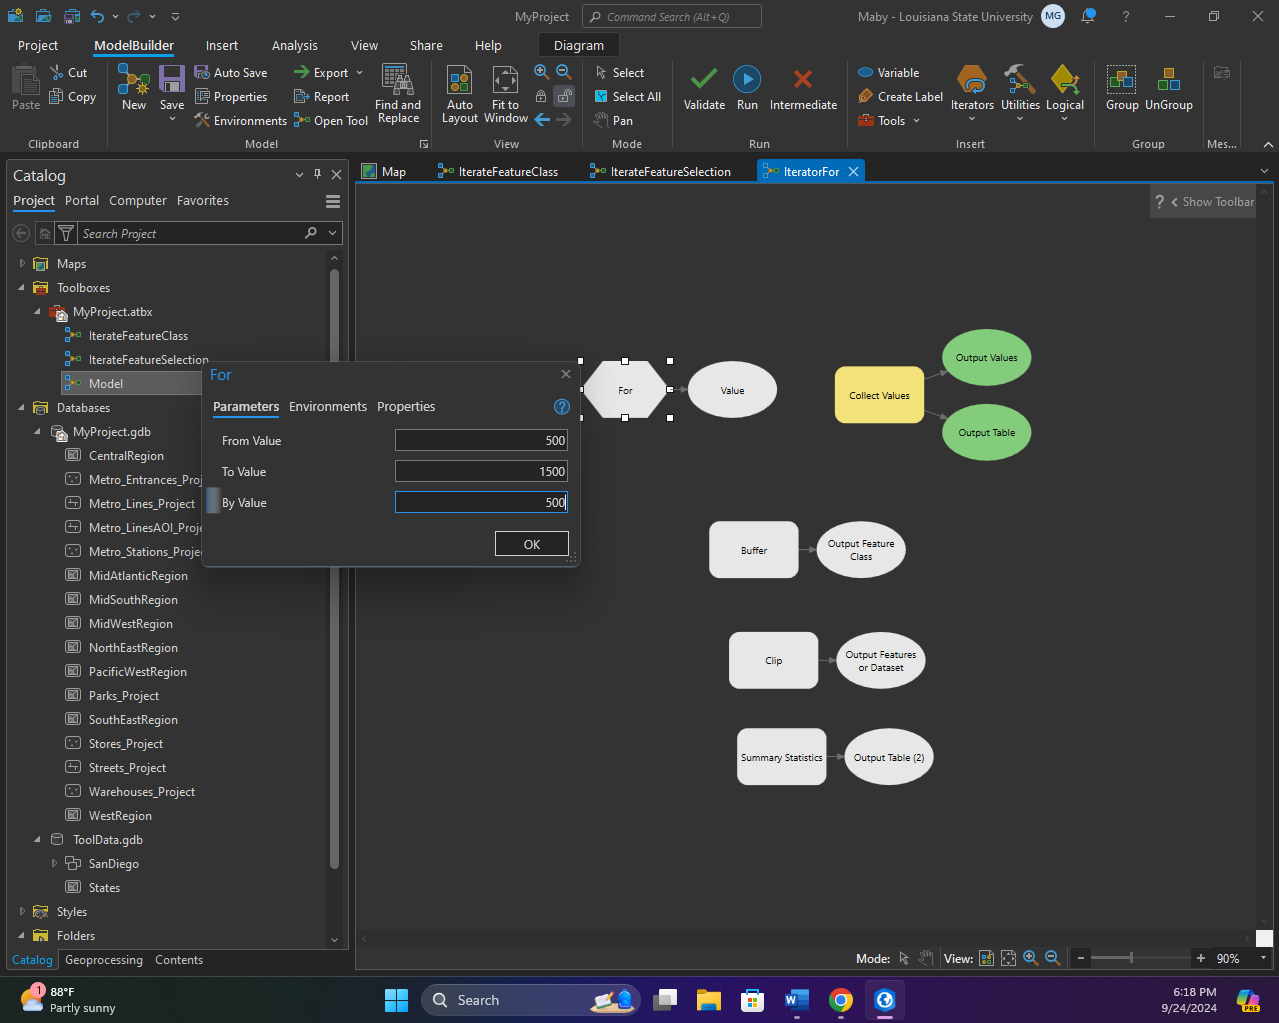 MyProject
Command Search (Alt+Q)
Maby - Louisiana State University
MG
?
Project
ModelBuilder
Insert
Analysis
View
Share
Help
Diagram
Paste
Cut
Copy
Clipboard
New
Save
Auto Save
Properties
Environments
Export
Report
Open Tool
Find and
Replace
Model
Auto
Layout
Fit to
Window
View
Select
Select All
Pan
Mode
Validate
Run
Intermediate
Run
Variable
Create Label
Tools
Iterators
Utilities
Logical
Insert
Group
UnGroup
Group
Mes...
Catalog
Project
Portal
Computer
Favorites
Search Project
Maps
Toolboxes
MyProject.atbx
IterateFeatureClass
IterateFeatureSelection
Model
Databases
MyProject.gdb
CentralRegion
Metro_Entrances_Proj
Metro_Lines_Project
Metro_LinesAOI_Proje
Metro_Stations_Projec
MidAtlanticRegion
MidSouthRegion
MidWestRegion
NorthEastRegion
PacificWestRegion
Parks_Project
SouthEastRegion
Stores_Project
Streets_Project
Warehouses_Project
WestRegion
ToolData.gdb
SanDiego
States
Styles
Folders
Catalog
Geoprocessing
Contents
Map
IterateFeatureClass
IterateFeatureSelection
IteratorFor
? < Show Toolbar
For
Parameters
Environments
Properties
?
From Value
500
To Value
1500
By Value
500
OK
For
Value
Collect Values
Output Values
Output Table
Buffer
Output Feature
Class
Clip
Output Features
or Dataset
Summary Statistics
Output Table (2)
Mode:
View:
90%
1
88°F
Partly sunny
Search
6:18 PM
9/24/2024
PRE